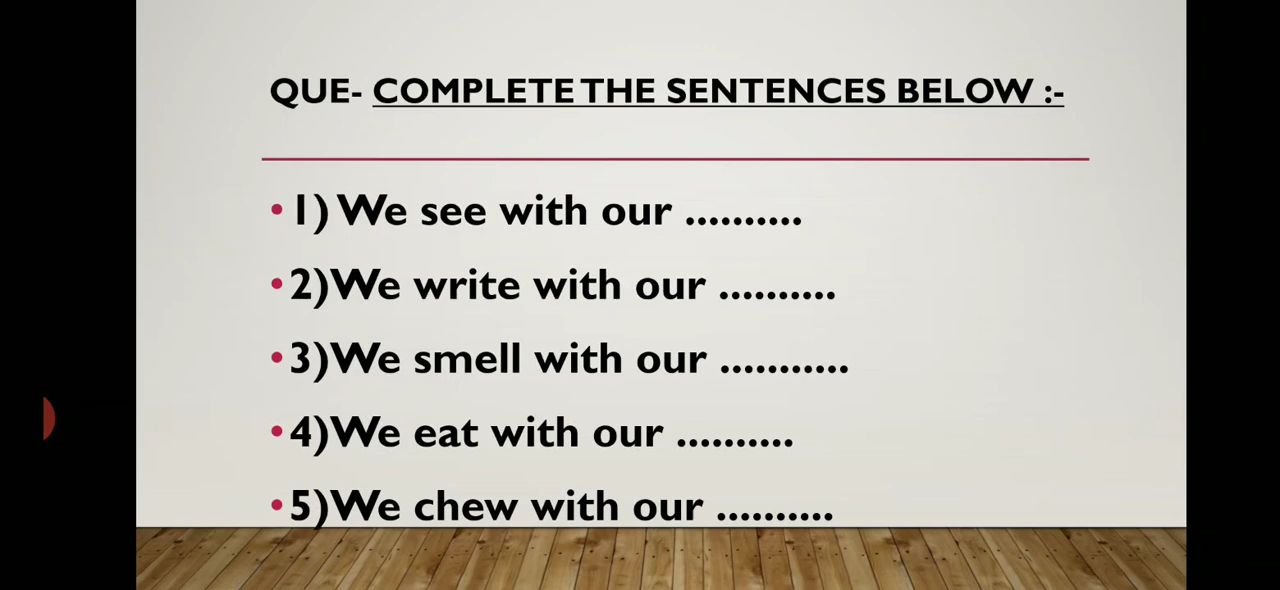 QUE- COMPLETE THE SENTENCES BELOW :-
•1) We see with our ..........
•2)We write with our ..........
•3)We smell with our ...........
•4)We eat with our ..........
•5)We chew with our ..........